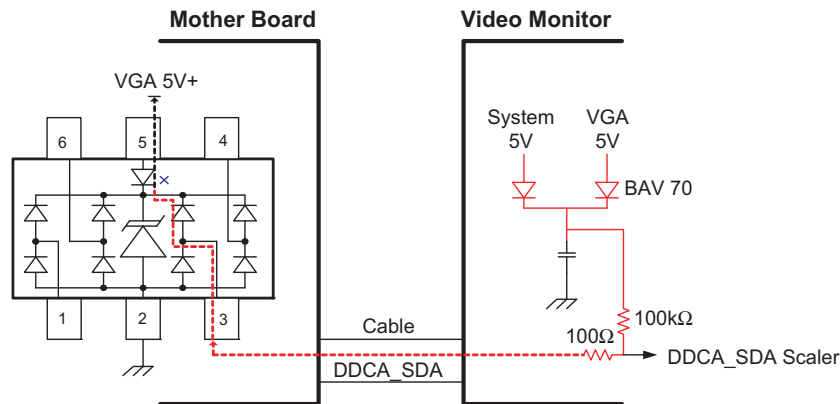 Mother Board
Video Monitor
VGA 5V+
System
5V
VGA
5V
6
5
4
x
BAV 70
1
2
3
Cable
100kΩ
100Ω
DDCA_SDA Scaler
DDCA_SDA